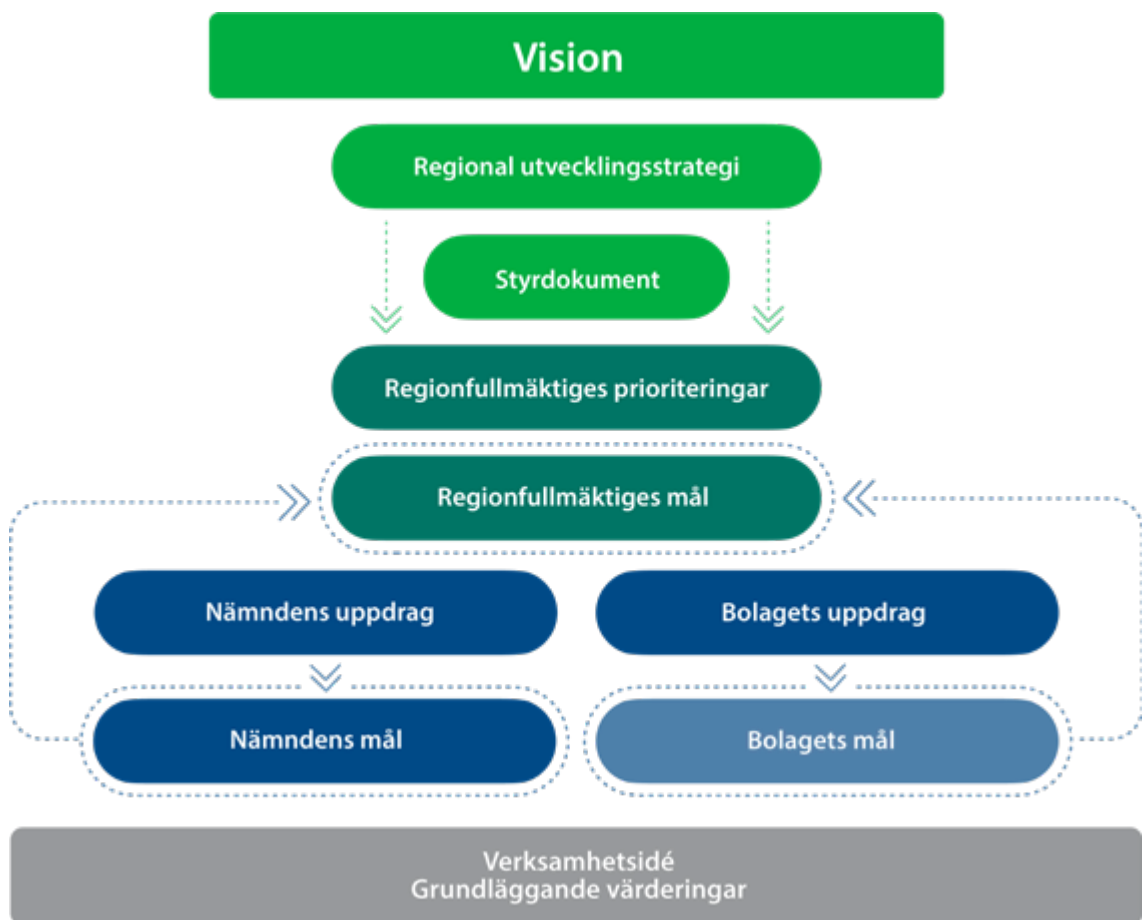 Vision
Regional utvecklingsstrategi
Styrdokument
Regionfullmäktiges prioriteringar
Regionfullmäktiges mål
Nämndens uppdrag
Bolagets uppdrag
Nämndens mål
Bolagets mål
Verksamhetsidé
Grundläggande värderingar